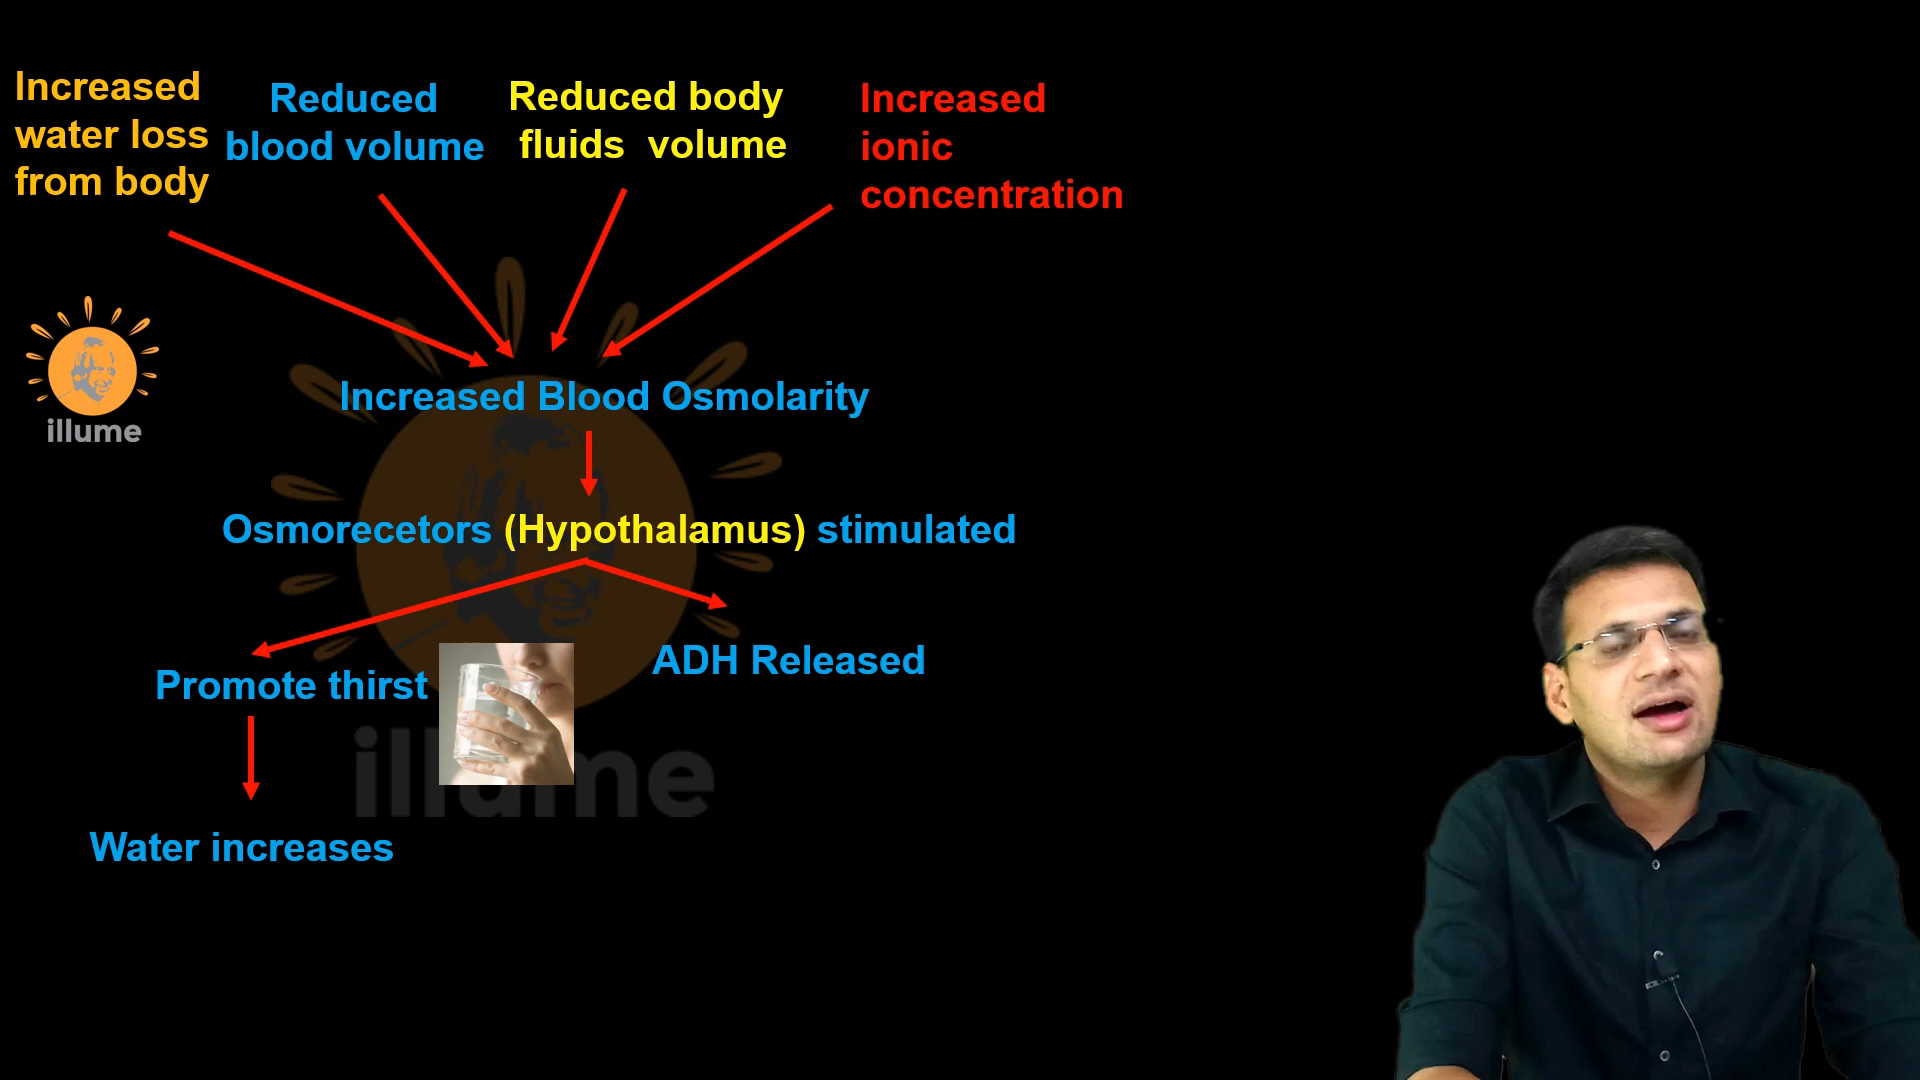 Increased
water loss
from body
Reduced
blood volume
Reduced body
fluids volume
Increased
ionic
concentration
illume
Increased Blood Osmolarity
Osmorecetors (Hypothalamus) stimulated
Promote thirst
ADH Released
illume
Water increases